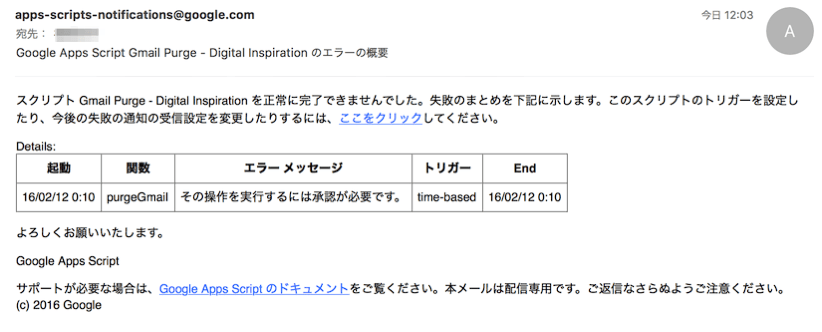 apps-scripts-notifications@google.com
今日 12:03
宛先：
A
Google Apps Script Gmail Purge - Digital Inspiration のエラーの概要
スクリプト Gmail Purge - Digital Inspiration を正常に完了できませんでした。失敗のまとめを下記に示します。このスクリプトのトリガーを設定し
たり、今後の失敗の通知の受信設定を変更したりするには、ここをクリックしてください。
Details:
起動 関数 エラー メッセージ トリガー End
16/02/12 0:10 purgeGmail その操作を実行するには承認が必要です。 time-based 16/02/12 0:10
よろしくお願いいたします。
Google Apps Script
サポートが必要な場合は、Google Apps Script のドキュメントをご覧ください。本メールは配信専用です。ご返信なさらぬようご注意ください。
(c) 2016 Google